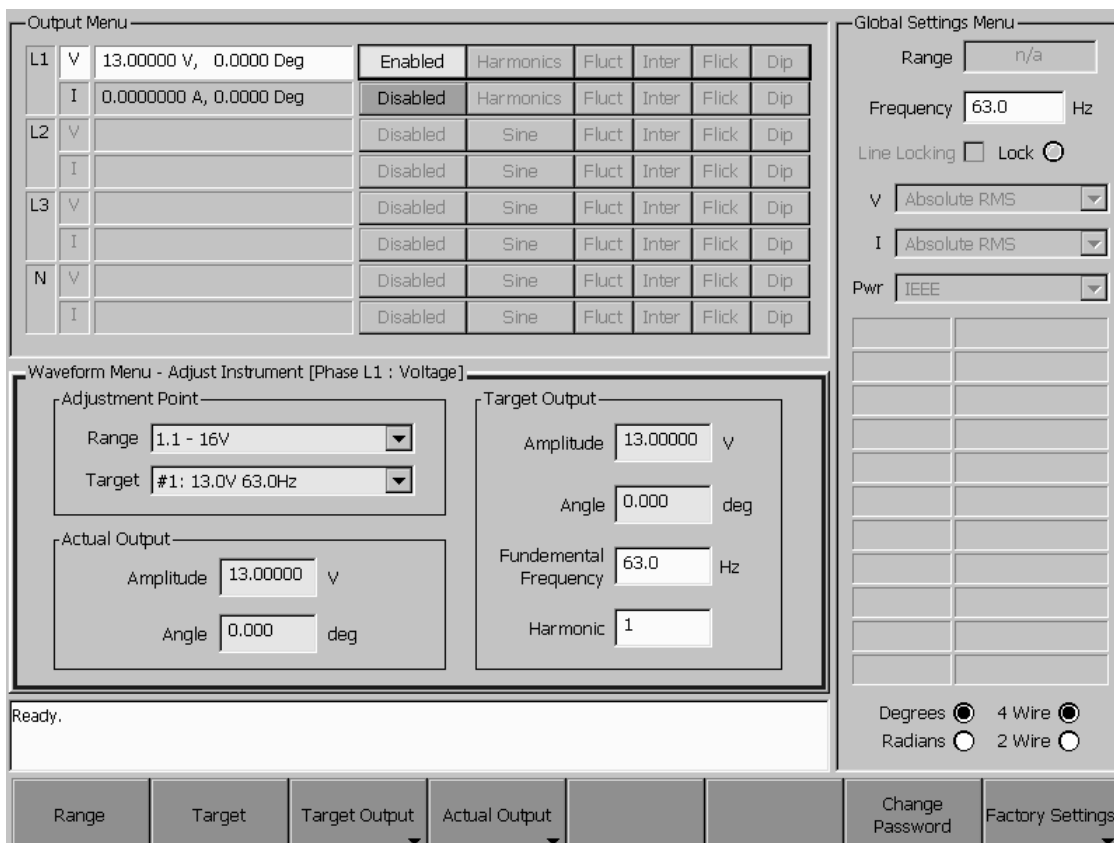 Output Menu
L1 V 13.00000 V, 0.0000 Deg Enabled Harmonics Fluct Inter Flick Dip
I 0.0000000 A, 0.0000 Deg Disabled Harmonics Fluct Inter Flick Dip
L2 V Disabled Sine Fluct Inter Flick Dip
I Disabled Sine Fluct Inter Flick Dip
L3 V Disabled Sine Fluct Inter Flick Dip
I Disabled Sine Fluct Inter Flick Dip
N V Disabled Sine Fluct Inter Flick Dip
I Disabled Sine Fluct Inter Flick Dip
Global Settings Menu
Range n/a
Frequency 63.0 Hz
Line Locking Lock
V Absolute RMS
I Absolute RMS
Pwr IEEE
Waveform Menu - Adjust Instrument [Phase L1 : Voltage]
Adjustment Point
Range 1.1 - 16V
Target #1: 13.0V 63.0Hz
Actual Output
Amplitude 13.00000 V
Angle 0.000 deg
Target Output
Amplitude 13.00000 V
Angle 0.000 deg
Fundemental
Frequency 63.0 Hz
Harmonic 1
Degrees 4 Wire
Radians 2 Wire
Ready.
Range Target Target Output Actual Output Change
Password Factory Settings